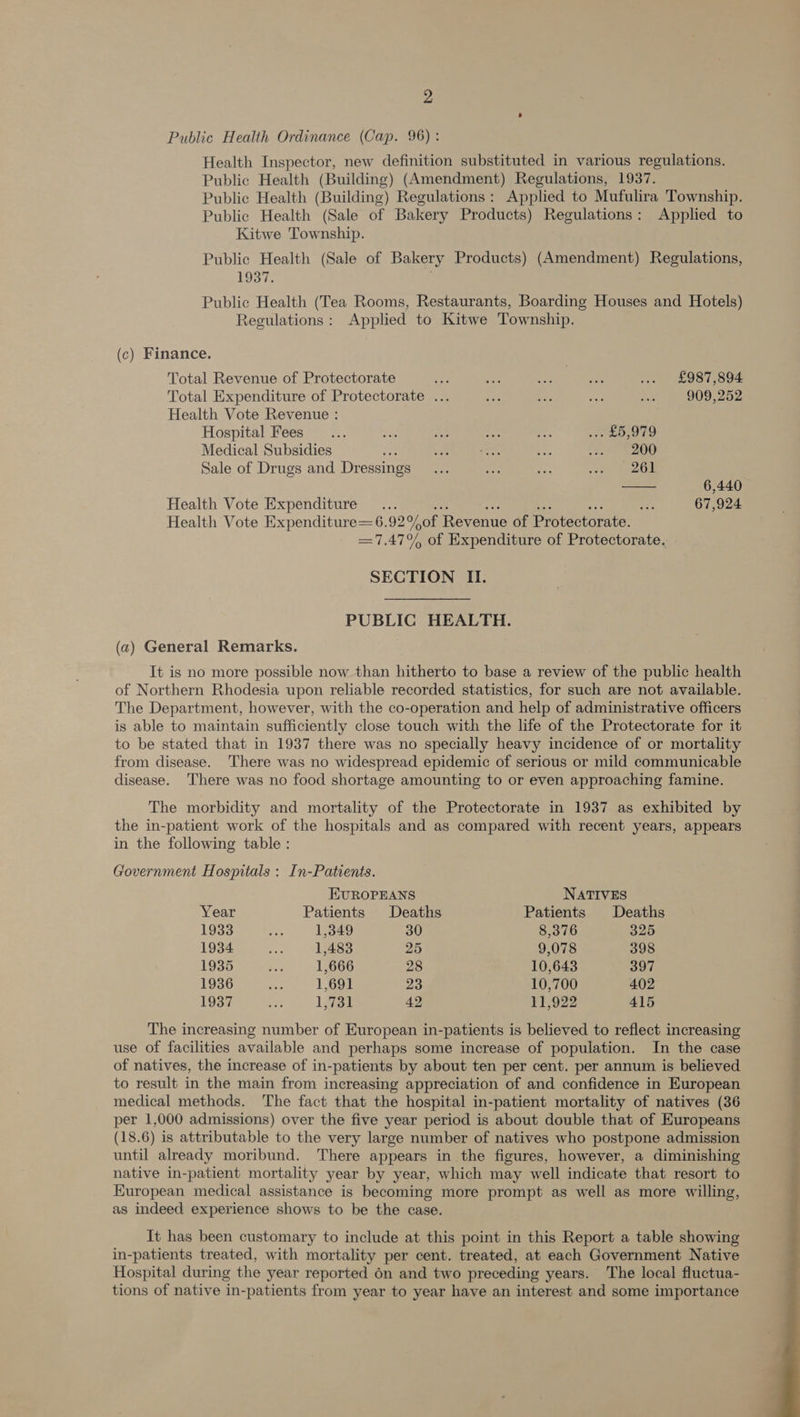 2
Public Health Ordinance (Cap. 96):
Health Inspector, new definition substituted in various regulations.
Public Health (Building) (Amendment) Regulations, 1937.
Public Health (Building) Regulations: Applied to Mufulira Township.
Public Health (Sale of Bakery Products) Regulations: Applied to
Kitwe Township.
Public Health (Sale of Bakery Products) (Amendment) Regulations,
1937.
Public Health (Tea Rooms, Restaurants, Boarding Houses and Hotels)
Regulations: Applied to Kitwe Township.
(c) Finance.
Total Revenue of Protectorate ... ... ... ... ... £987,894
Total Expenditure of Protectorate ... ... ... ... ... 909,252
Health Vote Revenue:
Hospital Fees ... ... ... ... ... ... £5,979
Medical Subsidies ... ... ... ... ... 200
Sale of Drugs and Dressings ... ... ... ... 261
6,440
Health Vote Expenditure ... ... ... ... ... ... 67,924
Health Vote Expenditure=6.92% of Revenue of Protectorate.
=7.47% of Expenditure of Protectorate.
SECTION II.
PUBLIC HEALTH.
(a) General Remarks.
It is no more possible now than hitherto to base a review of the public health
of Northern Rhodesia upon reliable recorded statistics, for such are not available.
The Department, however, with the co-operation and help of administrative officers
is able to maintain sufficiently close touch with the life of the Protectorate for it
to be stated that in 1937 there was no specially heavy incidence of or mortality
from disease. There was no widespread epidemic of serious or mild communicable
disease. There was no food shortage amounting to or even approaching famine.
The morbidity and mortality of the Protectorate in 1937 as exhibited by
the in-patient work of the hospitals and as compared with recent years, appears
in the following table:
Government Hospitals: In-Patients.
EUROPEANS NATIVES
Year Patients Deaths Patients Deaths
1933 ... 1,349 30 8,376 325
1934 ... 1,483 25 9,078 398
1935 ... 1,666 28 10,643 397
1936 ... 1,691 23 10,700 402
1937 ... 1,731 42 11,922 415
The increasing number of European in-patients is believed to reflect increasing
use of facilities available and perhaps some increase of population. In the case
of natives, the increase of in-patients by about ten per cent. per annum is believed
to result in the main from increasing appreciation of and confidence in European
medical methods. The fact that the hospital in-patient mortality of natives (36
per 1,000 admissions) over the five year period is about double that of Europeans
(18.6) is attributable to the very large number of natives who postpone admission
until already moribund. There appears in the figures, however, a diminishing
native in-patient mortality year by year, which may well indicate that resort to
European medical assistance is becoming more prompt as well as more willing,
as indeed experience shows to be the case.
It has been customary to include at this point in this Report a table showing
in-patients treated, with mortality per cent. treated, at each Government Native
Hospital during the year reported on and two preceding years. The local fluctua-
tions of native in-patients from year to year have an interest and some importance